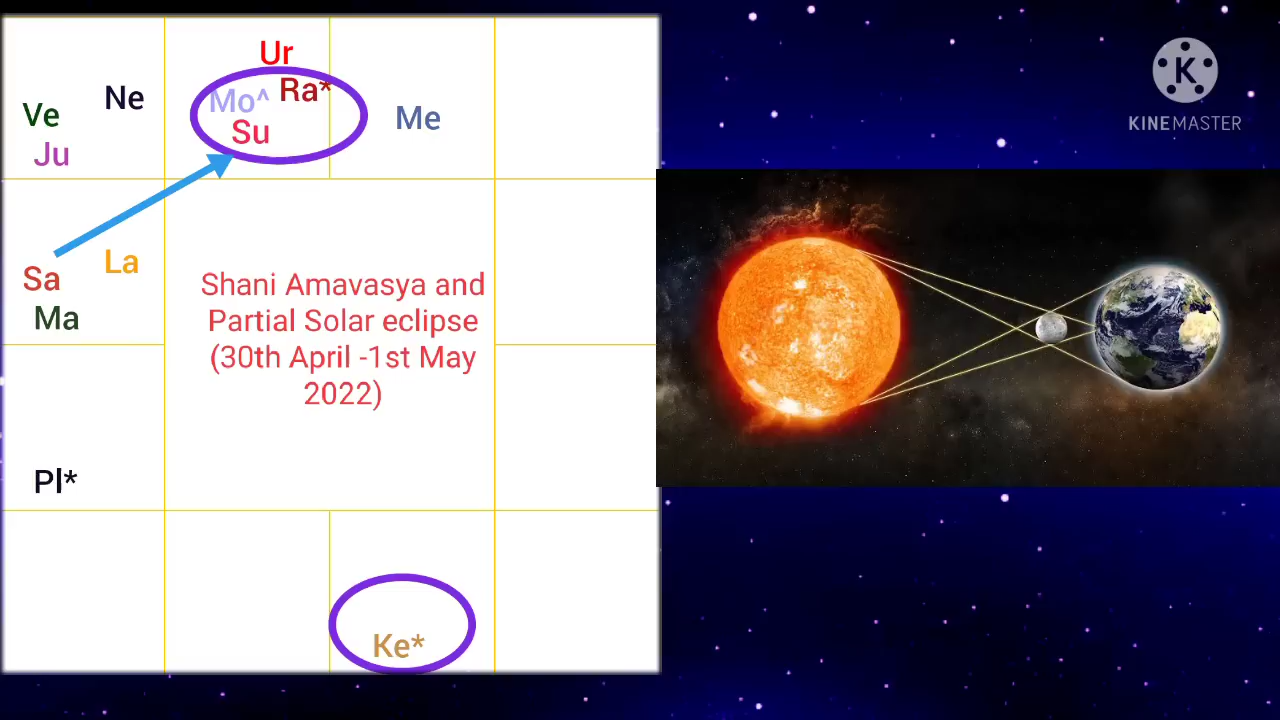 Ur
Ne
Mo^
Ra*
Ve
Su
Me
Ju
K
KINEMASTER
Sa
La
Ma
Shani Amavasya and
Partial Solar eclipse
(30th April -1st May
2022)
Pl*
Ke*